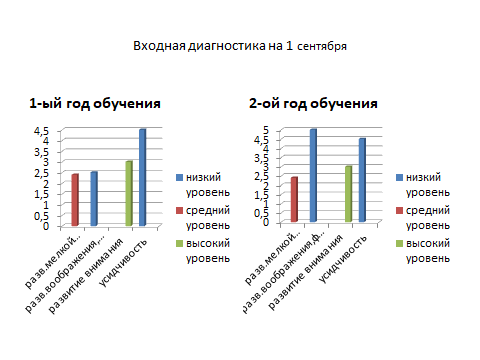 Входная диагностика на 1 сентября
1-ый год обучения
4,5
4
3,5
3
2,5
2
1,5
1
0,5
0
разв.мелкой..
разв.воображения,...
развитие внимания
усидчивость
низкий
уровень
средний
уровень
высокий
уровень
2-ой год обучения
5
4,5
4
3,5
3
2,5
2
1,5
1
0,5
0
разв.мелкой..
разв.воображения,ф..
развитие внимания
усидчивость
низкий
уровень
средний
уровень
высокий
уровень